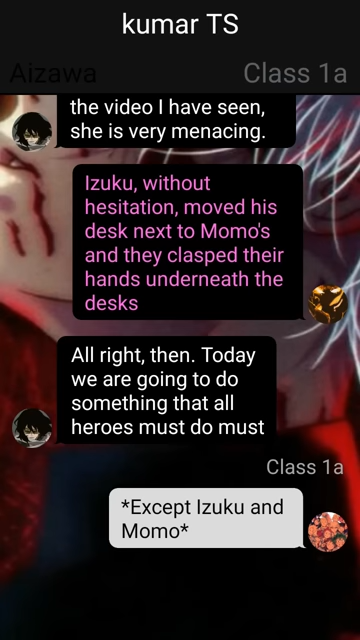 kumar TS
Aizawa
Class 1a
the video I have seen,
she is very menacing.
Izuku, without
hesitation, moved his
desk next to Momo's
and they clasped their
hands underneath the
desks
All right, then. Today
we are going to do
something that all
heroes must do must
Class 1a
*Except Izuku and
Momo*